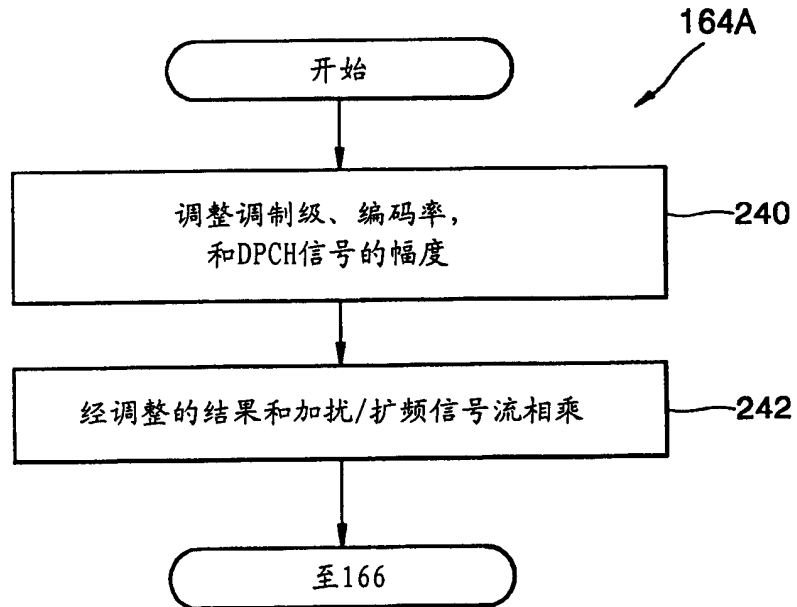 164A
开始
调整调制级、编码率,
和DPCH信号的幅度
240
经调整的结果和加扰/扩频信号流相乘
242
至166